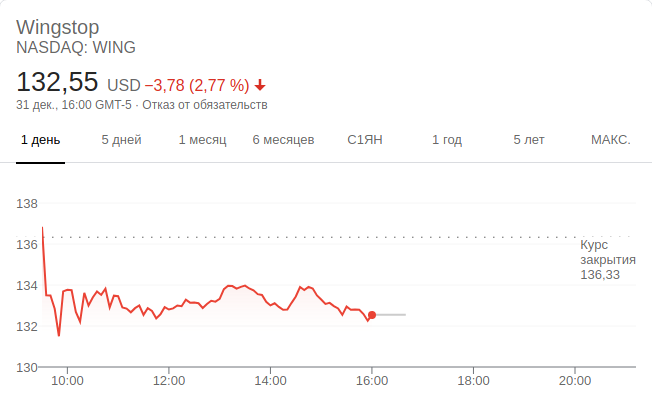 Wingstop
NASDAQ: WING
132,55 USD −3,78 (2,77 %)
31 дек., 16:00 GMT-5 · Отказ от обязательств
1 день 5 дней 1 месяц 6 месяцев С1ЯН 1 год 5 лет МАКС.
138
136
134
132
130
Курс
закрытия
136,33
10:00 12:00 14:00 16:00 18:00 20:00